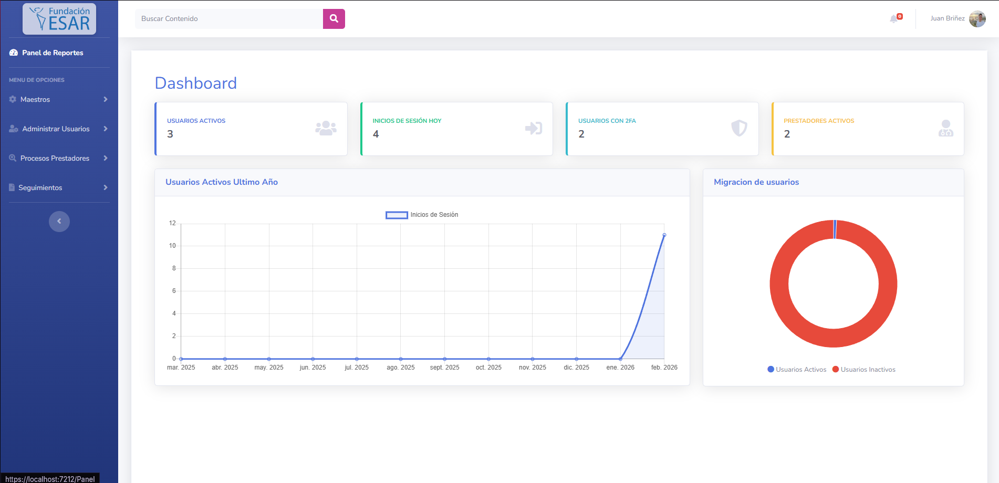 Fundación
ESAR
Buscar Contenido
0
Juan Briñez
Panel de Reportes
MENU DE OPCIONES
Maestros
Administrar Usuarios
Procesos Prestadores
Seguimientos
Dashboard
USUARIOS ACTIVOS
3
INICIOS DE SESIÓN HOY
4
USUARIOS CON 2FA
2
PRESTADORES ACTIVOS
2
Usuarios Activos Ultimo Año
Inicios de Sesión
12
10
8
6
4
2
0
mar. 2025 abr. 2025 may. 2025 jun. 2025 jul. 2025 ago. 2025 sept. 2025 oct. 2025 nov. 2025 dic. 2025 ene. 2026 feb. 2026
Migracion de usuarios
Usuarios Activos Usuarios Inactivos
https://localhost:7212/Panel